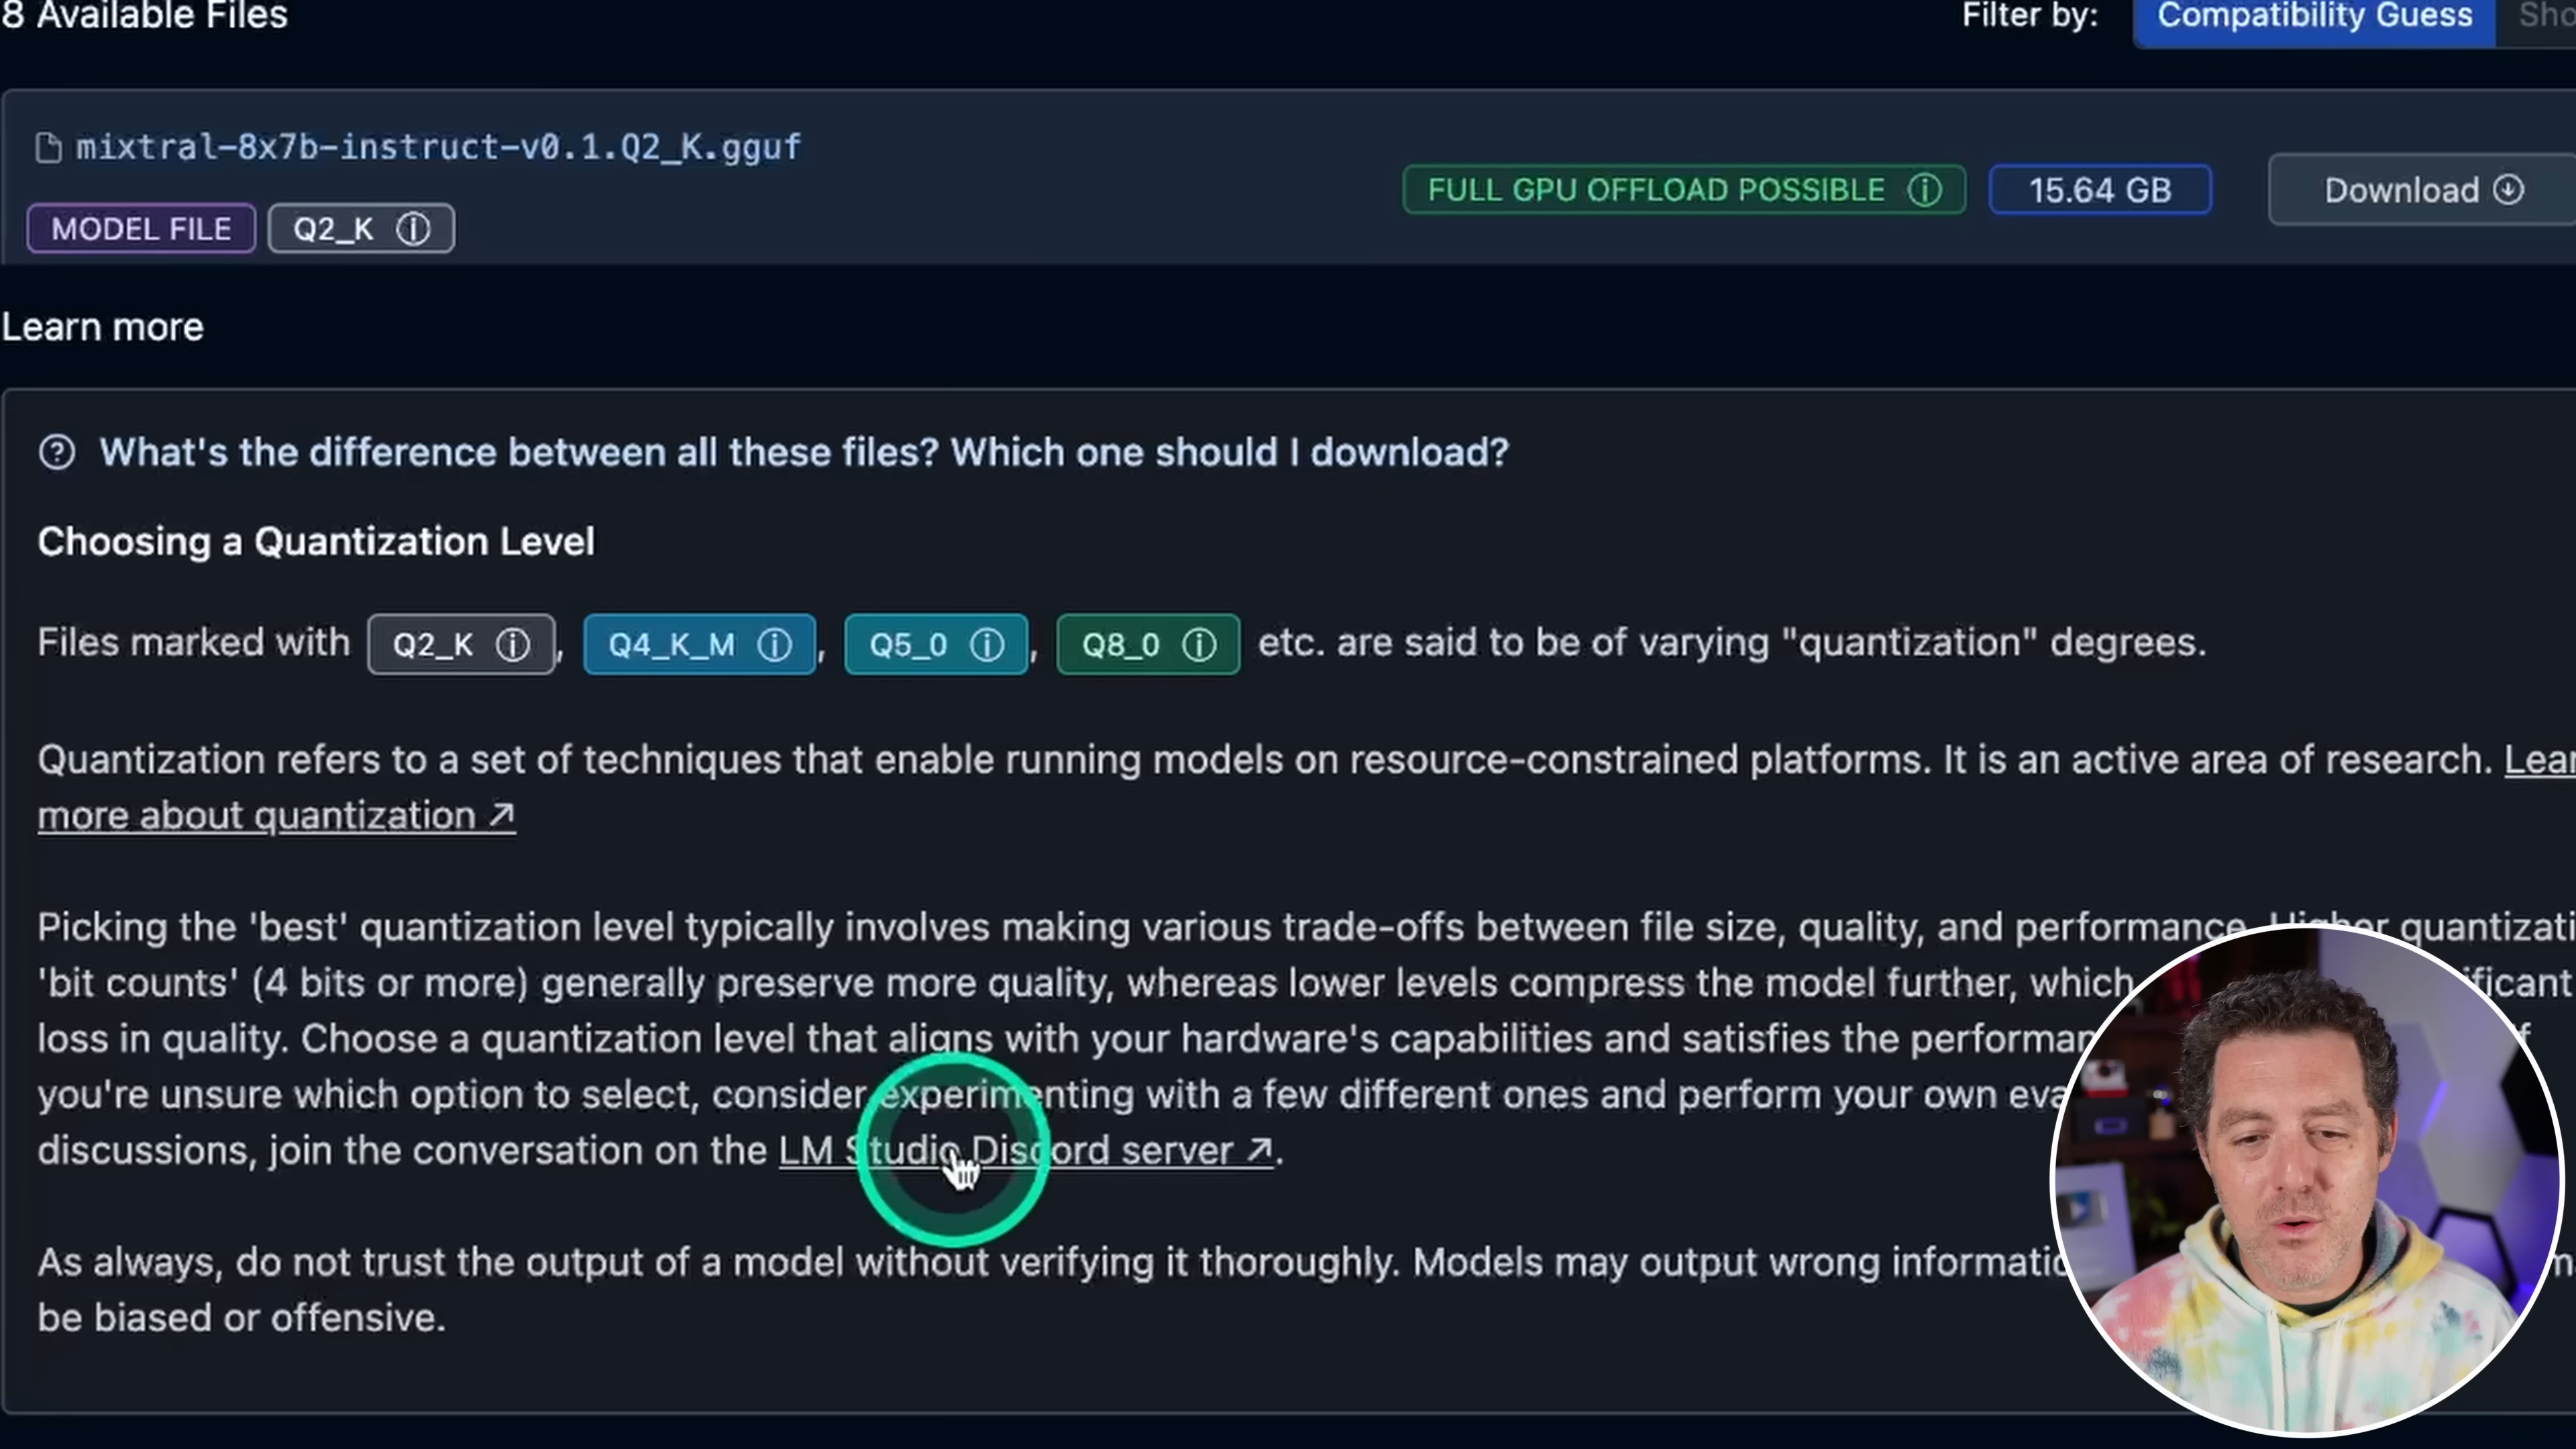 8 Available Files
Filter by: Compatibility Guess
mixtral-8x7b-instruct-v0.1.Q2_K.gguf
MODEL FILE Q2_K
FULL GPU OFFLOAD POSSIBLE 15.64 GB Download
Learn more
What's the difference between all these files? Which one should I download?
Choosing a Quantization Level
Files marked with Q2_K, Q4_K_M, Q5_0, Q8_0 etc. are said to be of varying "quantization" degrees.
Quantization refers to a set of techniques that enable running models on resource-constrained platforms. It is an active area of research.
more about quantization ↗
Picking the 'best' quantization level typically involves making various trade-offs between file size, quality, and performance. Higher
'bit counts' (4 bits or more) generally preserve more quality, whereas lower levels compress the model further, which
loss in quality. Choose a quantization level that aligns with your hardware's capabilities and satisfies the
you're unsure which option to select, consider experimenting with a few different ones and perform your own
discussions, join the conversation on the LM Studio Discord server ↗.
As always, do not trust the output of a model without verifying it thoroughly. Models may output wrong
be biased or offensive.